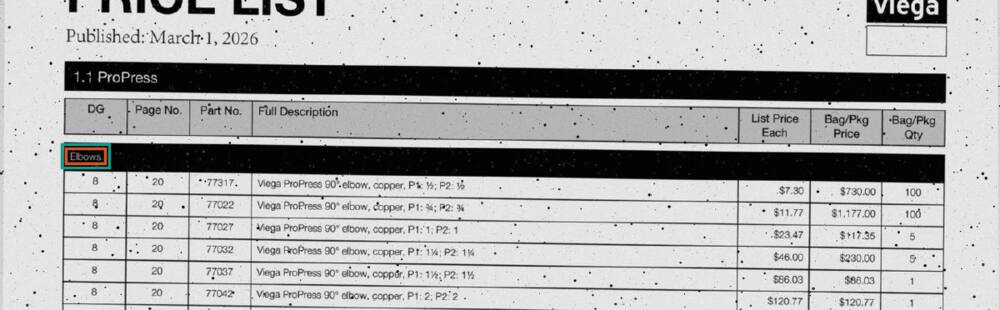 PRICE LIST
viega
Published: March 1, 2026
1.1 ProPress
DG Page No. Part No. Full Description List Price Each Bag/Pkg Price Bag/Pkg Qty
Elbows
8 20 77317 Viega ProPress 90° elbow, copper, P1: ½; P2: ½ $7.30 $730.00 100
8 20 77022 Viega ProPress 90° elbow, copper, P1: ¾; P2: ¾ $11.77 $1,177.00 100
8 20 77027 Viega ProPress 90° elbow, copper, P1: 1; P2: 1 $23.47 $117.35 5
8 20 77032 Viega ProPress 90° elbow, copper, P1: 1¼; P2: 1¼ $46.00 $230.00 5
8 20 77037 Viega ProPress 90° elbow, copper, P1: 1½; P2: 1½ $86.03 $86.03 1
8 20 77042 Viega ProPress 90° elbow, copper, P1: 2; P2: 2 $120.77 $120.77 1